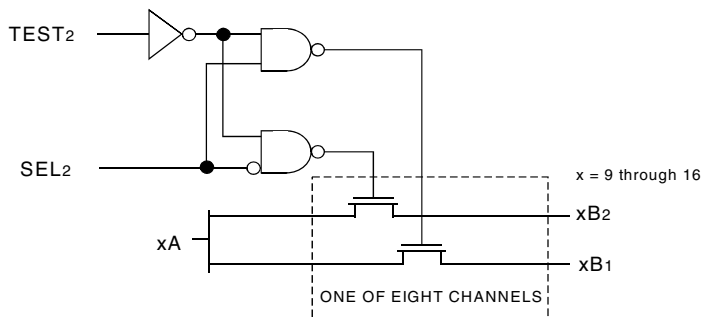 TEST2
SEL2
x = 9 through 16
xB2
xA
xB1
ONE OF EIGHT CHANNELS